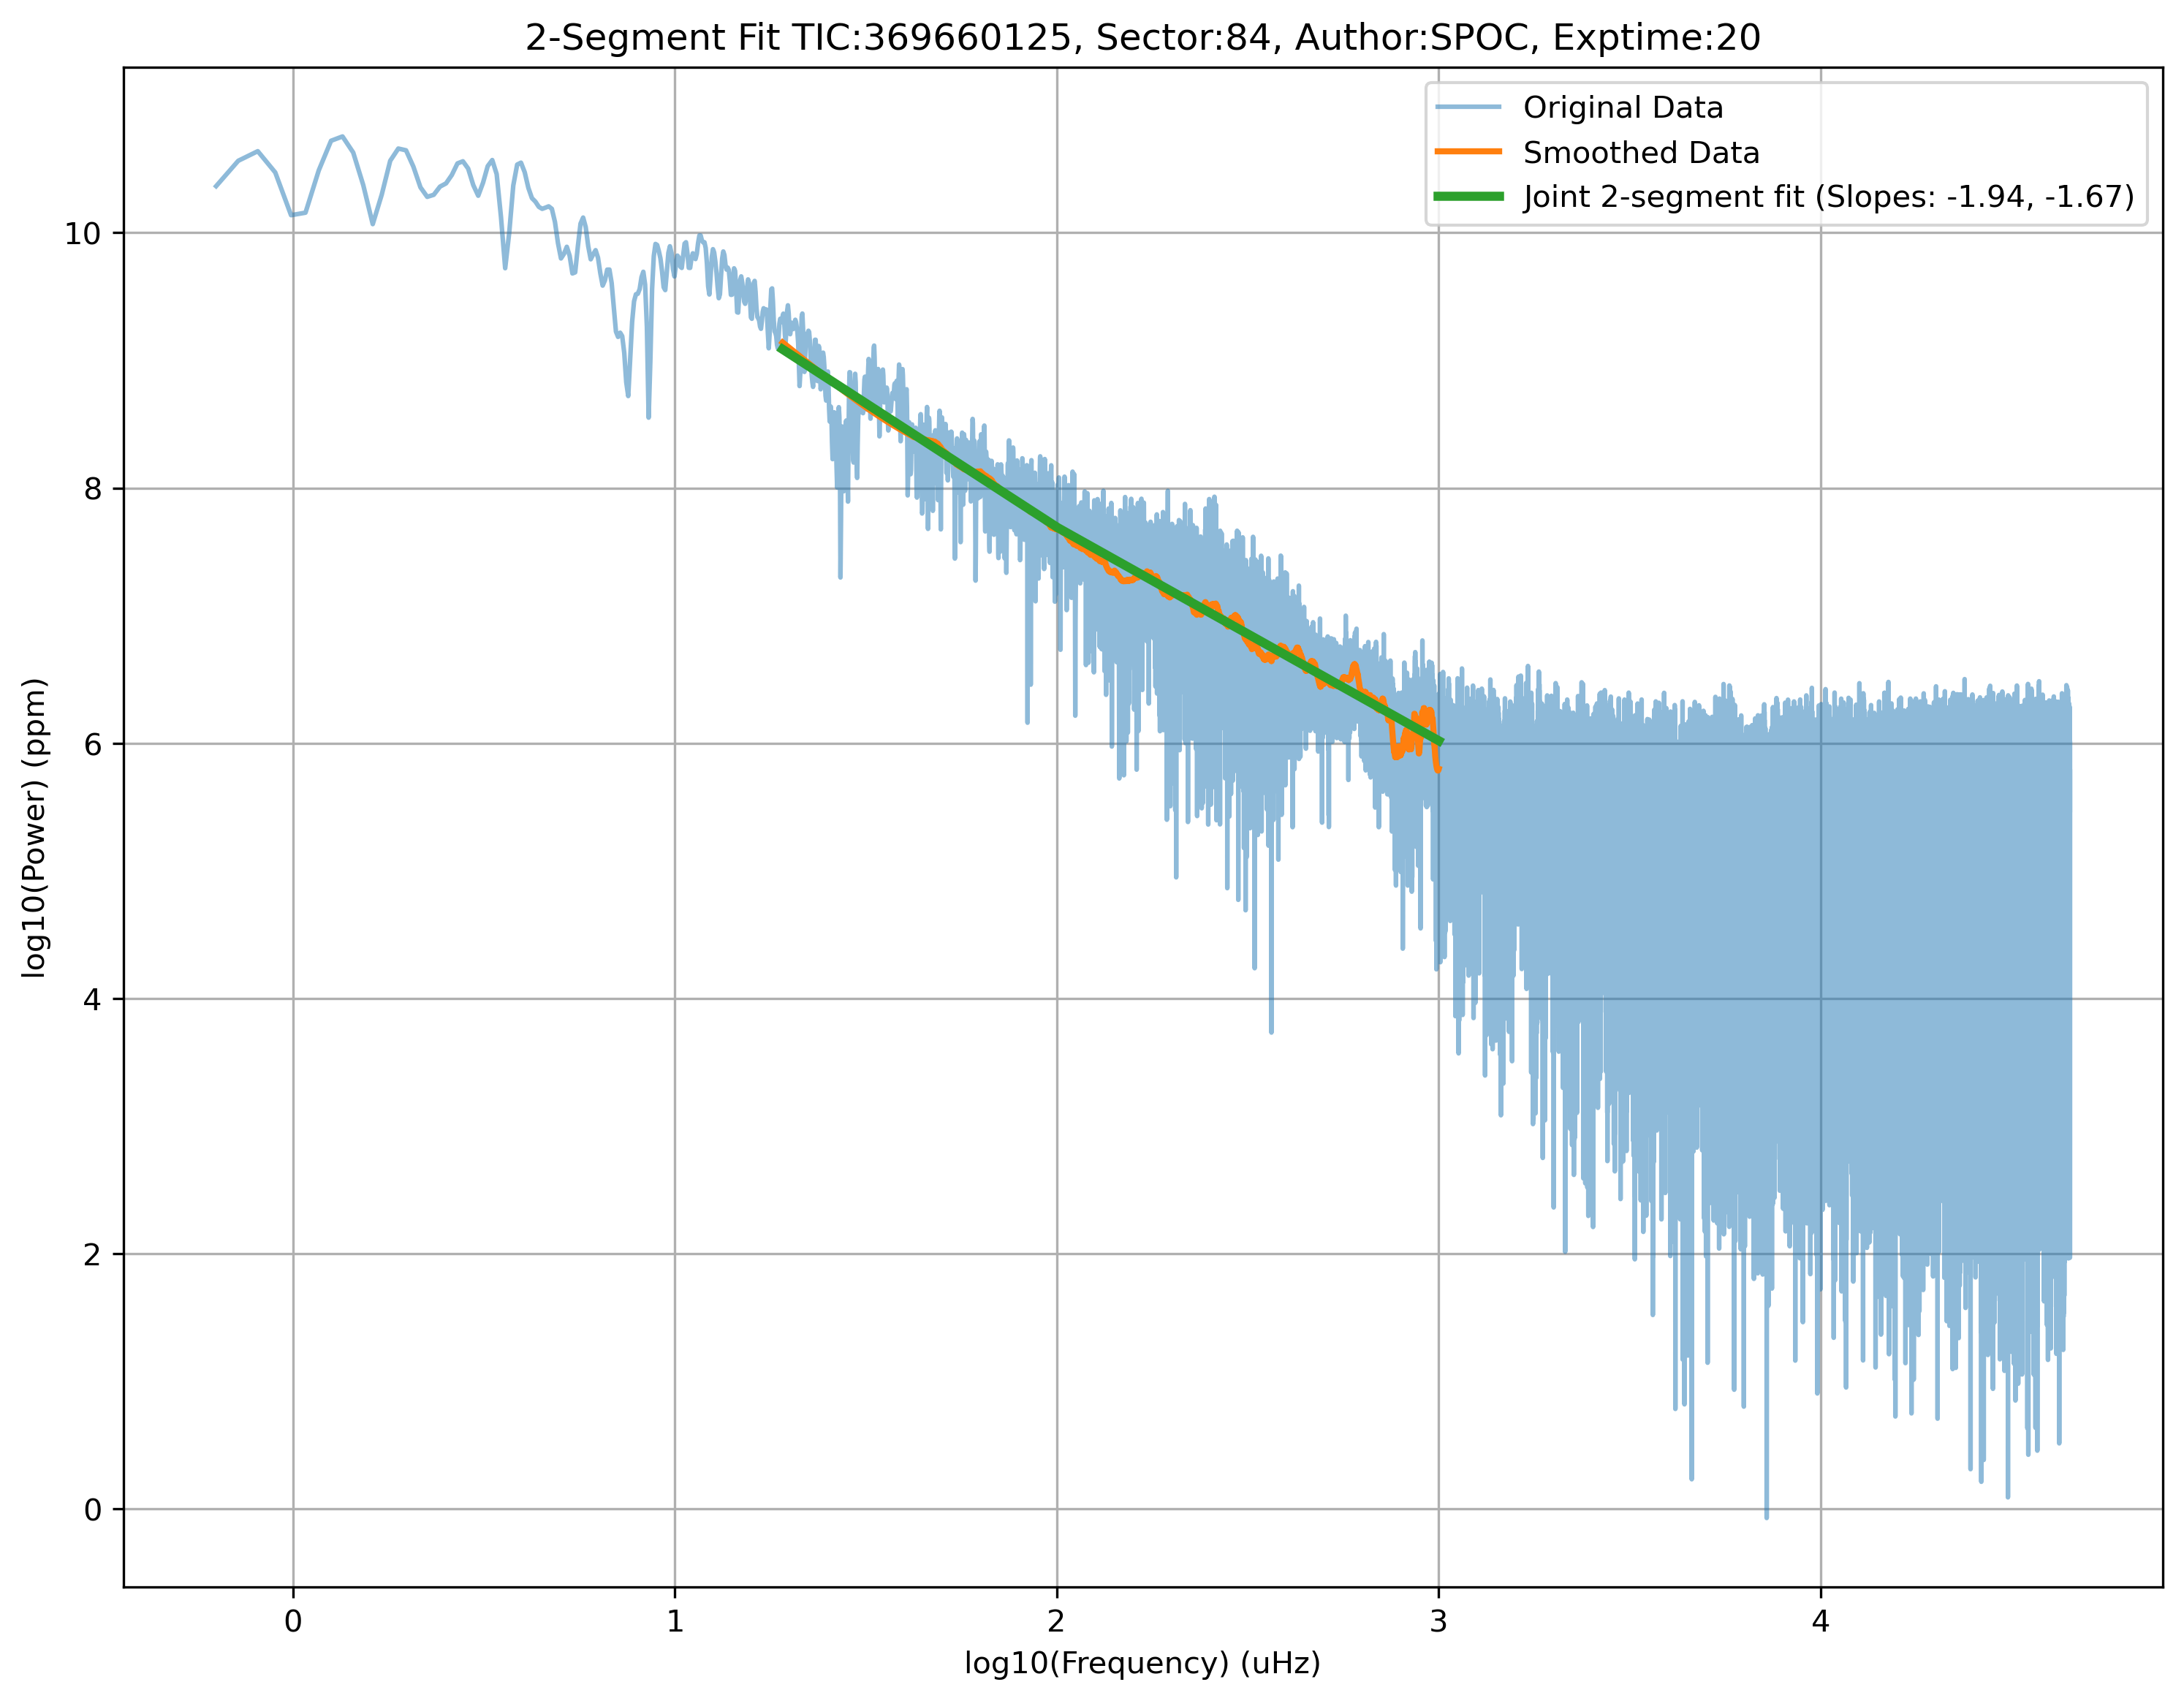 2-Segment Fit TIC:369660125, Sector:84, Author:SPOC, Exptime:20
Original Data
Smoothed Data
Joint 2-segment fit (Slopes: -1.94, -1.67)
log10(Power) (ppm)
10
8
6
4
2
0
0 1 2 3 4
log10(Frequency) (uHz)